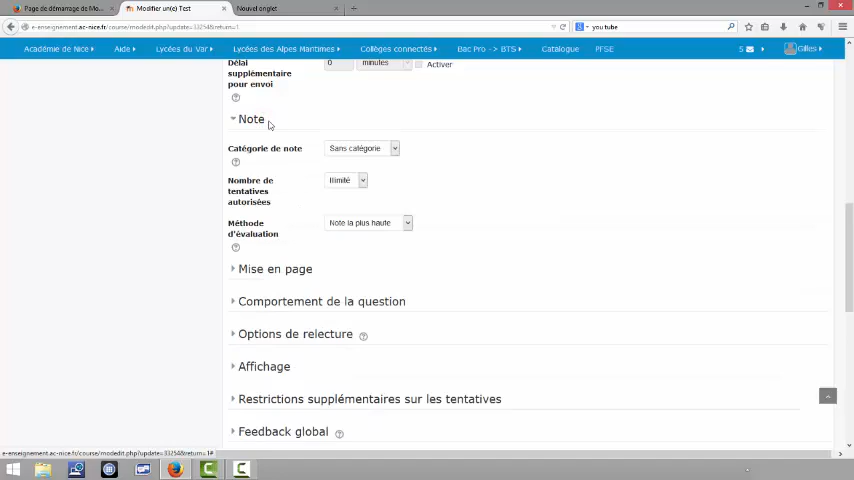 Page de démarrage de Mo...
Modifier un(e) Test
Nouvel onglet
e-enseignement.ac-nice.fr/course/modedit.php?update=33254&return=1
you tube
Académie de Nice
Aide
Lycées du Var
Lycées des Alpes Maritimes
Collèges connectés
Bac Pro -> BTS
Catalogue
PFSE
5
Gilles
Délai
supplémentaire
pour envoi
0
minutes
Activer
Note
Catégorie de note
Sans catégorie
Nombre de
tentatives
autorisées
Illimité
Méthode
d'évaluation
Note la plus haute
Mise en page
Comportement de la question
Options de relecture
Affichage
Restrictions supplémentaires sur les tentatives
Feedback global
e-enseignement.ac-nice.fr/course/modedit.php?update=33254&return=1#